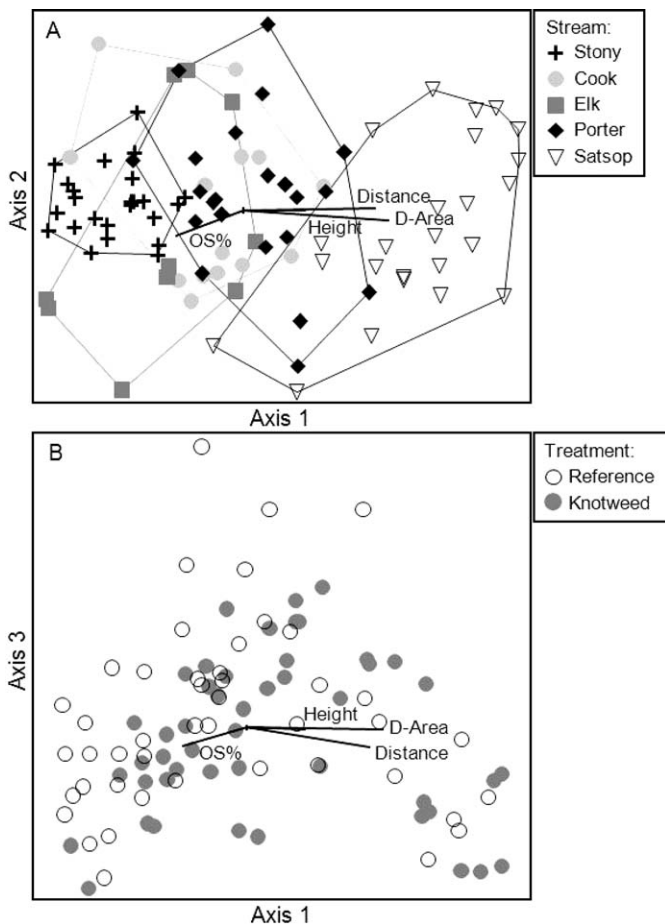 A
Stream:
Stony
Cook
Elk
Porter
Satsop
Axis 2
Distance
D-Area
Height
OS%
Axis 1
B
Treatment:
Reference
Knotweed
Axis 3
Height
D-Area
OS%
Distance
Axis 1